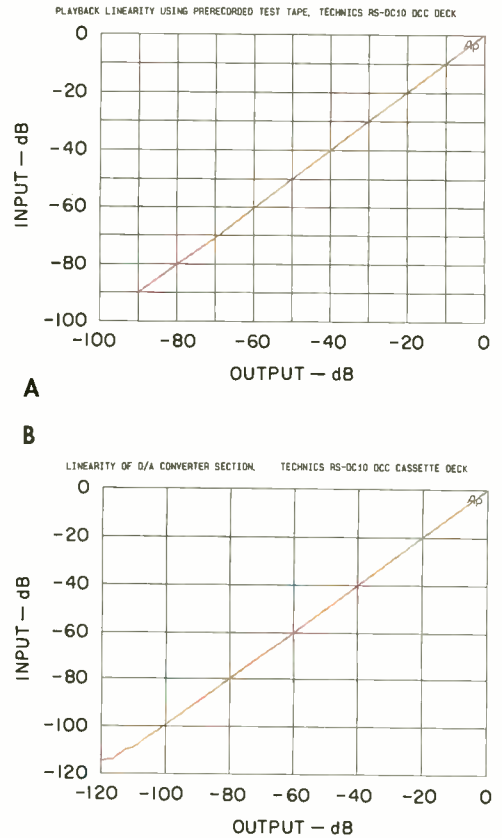 PLAYBACK LINEARITY USING PRERECORDED TEST TAPE, TECHNICS RS-DC10 DCC DECK
0
Ap
-20
-40
-60
-80
-100
INPUT — dB
-100 -80 -60 -40 -20 0
OUTPUT — dB
A
B
LINEARITY OF D/A CONVERTER SECTION. TECHNICS RS-DC10 DCC CASSETTE DECK
0
Ap
-20
-40
-60
-80
-100
-120
INPUT — dB
-120 -100 -80 -60 -40 -20 0
OUTPUT — dB